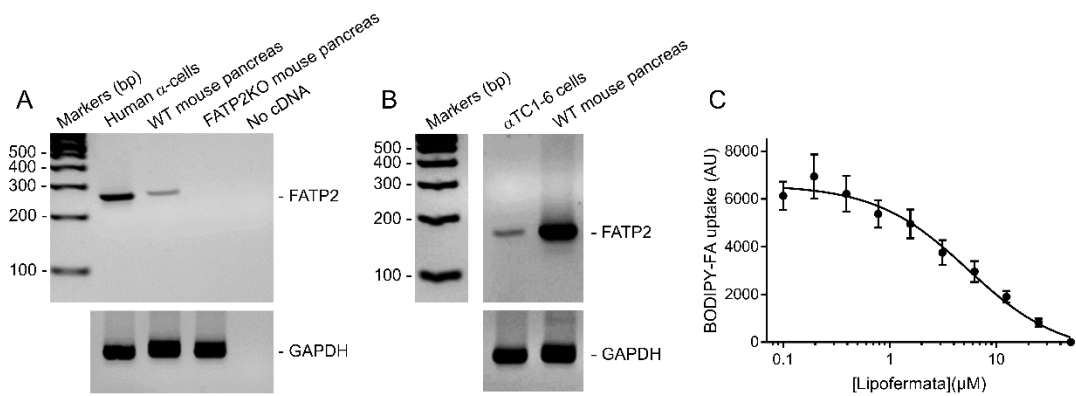 A
Markers (bp)
Human α-cells
WT mouse pancreas
FATP2KO mouse pancreas
No cDNA
500 -
400 -
300 -
200 -
100 -
- FATP2
- GAPDH
B
Markers (bp)
αTC1-6 cells
WT mouse pancreas
500 -
400 -
300 -
200 -
100 -
- FATP2
- GAPDH
C
BODIPY-FA uptake (AU)
8000
6000
4000
2000
0
0.1
1
10
[Lipofermata](µM)